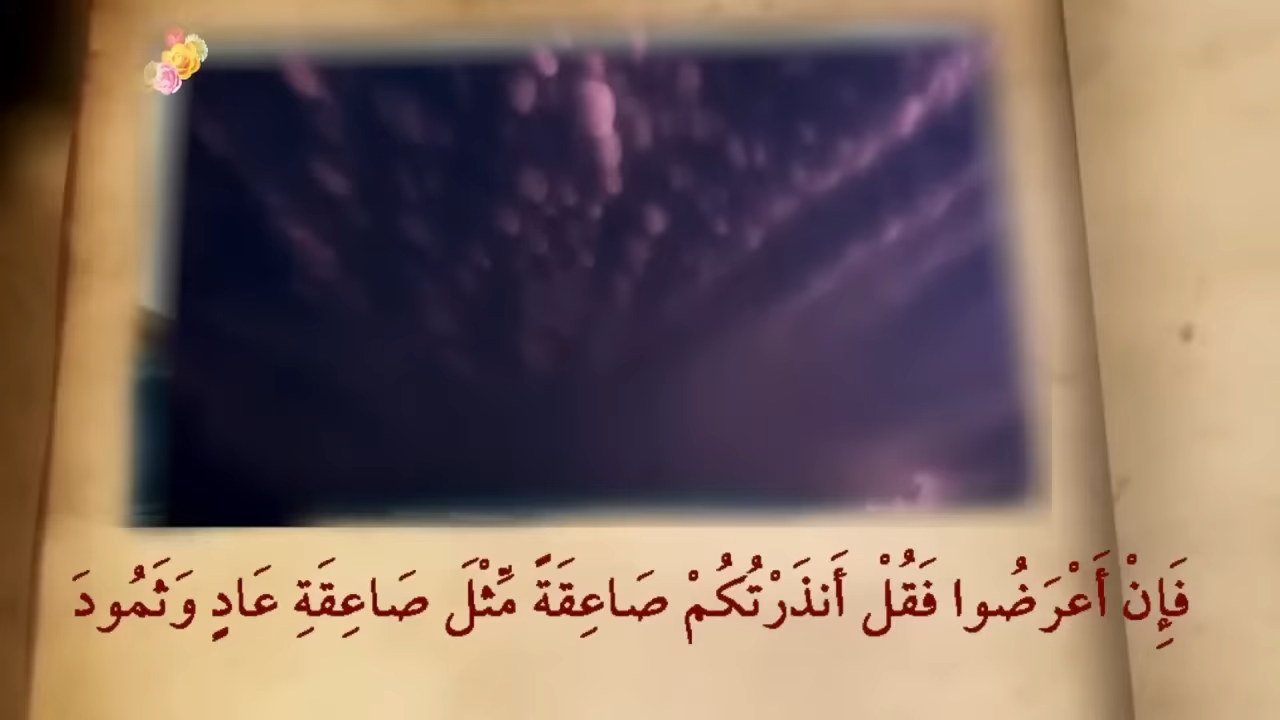 فَإِنْ أَعْرَضُوا فَقُلْ أَنذَرْتُكُمْ صَاعِقَةً مِّثْلَ صَاعِقَةِ عَادٍ وَثَمُودَ